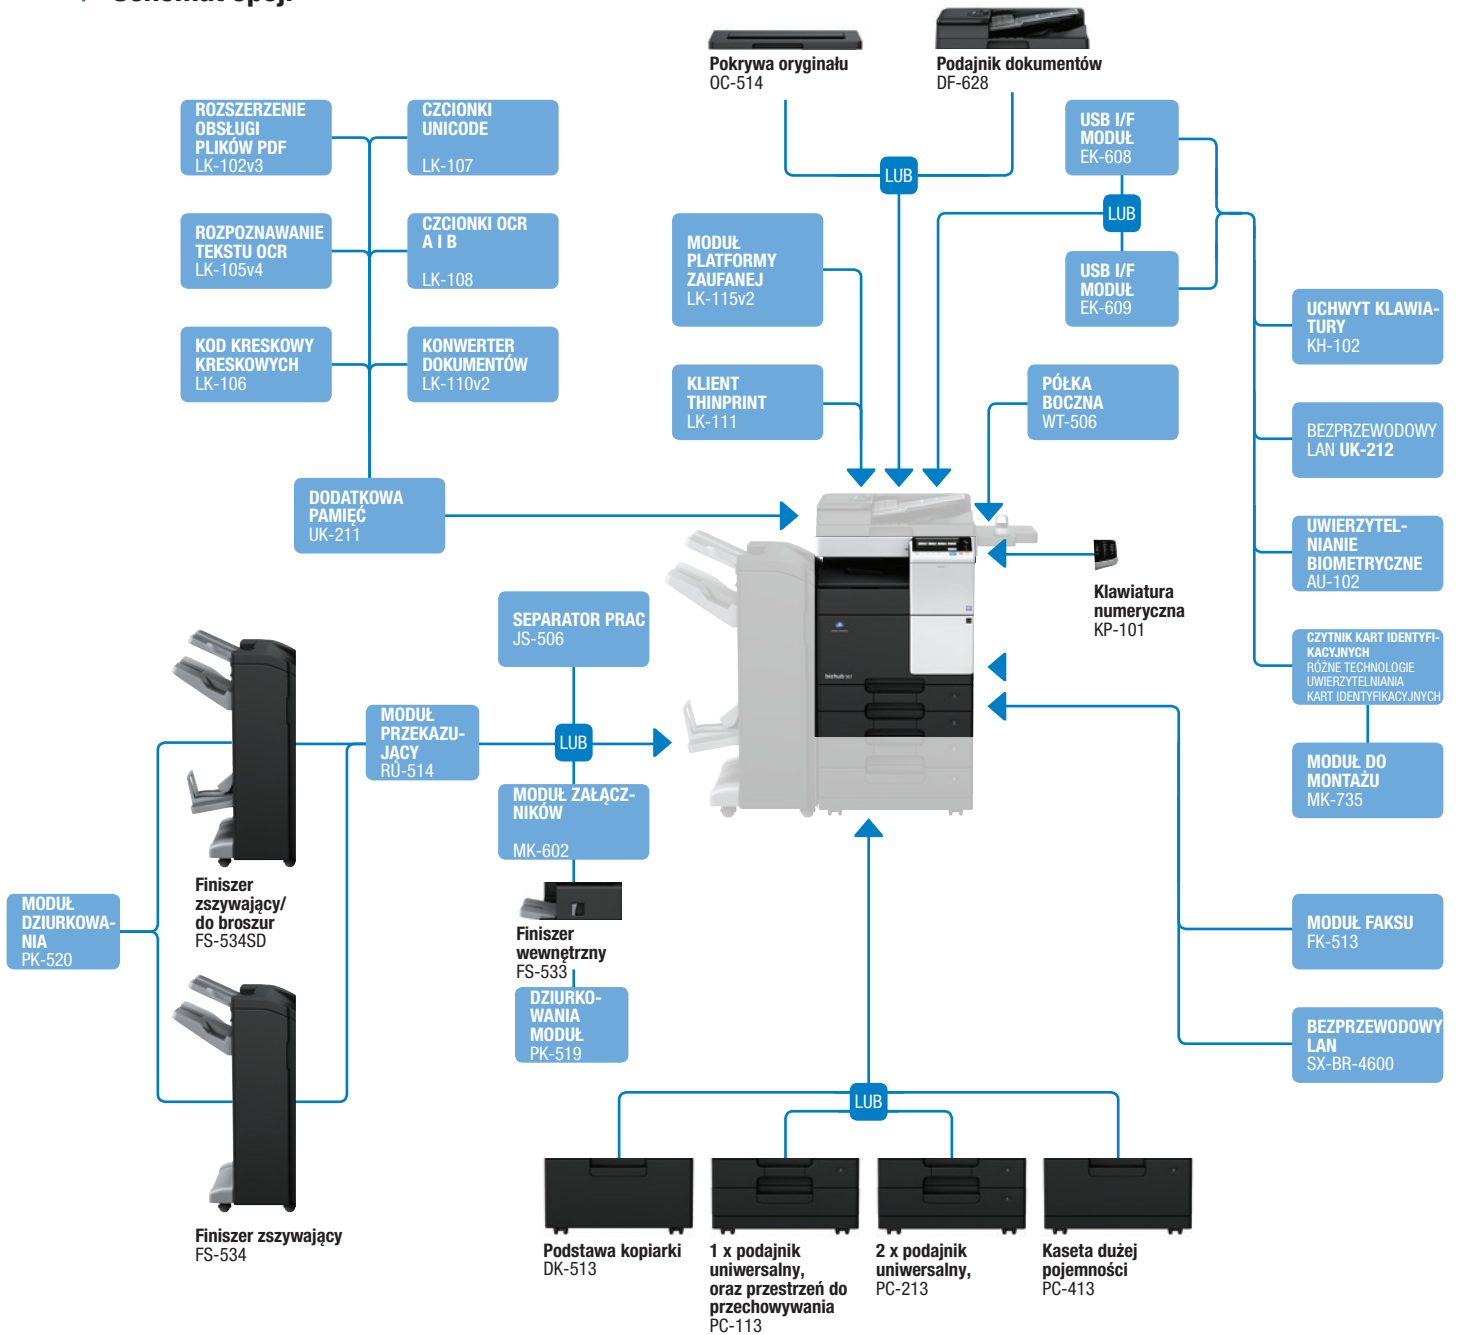 Schemat opcji
Pokrywa oryginału
OC-514
Podajnik dokumentów
DF-628
ROZSZERZENIE
OBSŁUGI
PLIKÓW PDF
LK-102v3
CZCIONKI
UNICODE
LK-107
USB I/F
MODUŁ
EK-608
LUB
LUB
ROZPOZNAWANIE
TEKSTU OCR
LK-105v4
CZCIONKI OCR
A I B
LK-108
MODUŁ
PLATFORMY
ZAUFANEJ
LK-115v2
USB I/F
MODUŁ
EK-609
UCHWYT KLAWIA-
TURY
KH-102
KOD KRESKOWY
KRESKOWYCH
LK-106
KONWERTER
DOKUMENTÓW
LK-110v2
KLIENT
THINPRINT
LK-111
PÓŁKA
BOCZNA
WT-506
BEZPRZEWODOWY
LAN UK-212
DODATKOWA
PAMIĘĆ
UK-211
UWIERZYTEL-
NIANIE
BIOMETRYCZNE
AU-102
Klawiatura
numeryczna
KP-101
SEPARATOR PRAC
JS-506
CZYTNIK KART IDENTYFI-
KACYJNYCH
RÓŻNE TECHNOLOGIE
UWIERZYTELNIANIA
KART IDENTYFIKACYJNYCH
bizhub 367
MODUŁ
PRZEKAZU-
JĄCY
RU-514
LUB
MODUŁ DO
MONTAŻU
MK-735
MODUŁ ZAŁĄCZ-
NIKÓW
MK-602
Finiszer
zszywający/
do broszur
FS-534SD
MODUŁ
DZIURKOWA-
NIA
PK-520
Finiszer
wewnętrzny
FS-533
MODUŁ FAKSU
FK-513
DZIURKO-
WANIA
MODUŁ
PK-519
BEZPRZEWODOWY
LAN
SX-BR-4600
LUB
Finiszer zszywający
FS-534
Podstawa kopiarki
DK-513
1 x podajnik
uniwersalny,
oraz przestrzeń do
przechowywania
PC-113
2 x podajnik
uniwersalny,
PC-213
Kaseta dużej
pojemności
PC-413